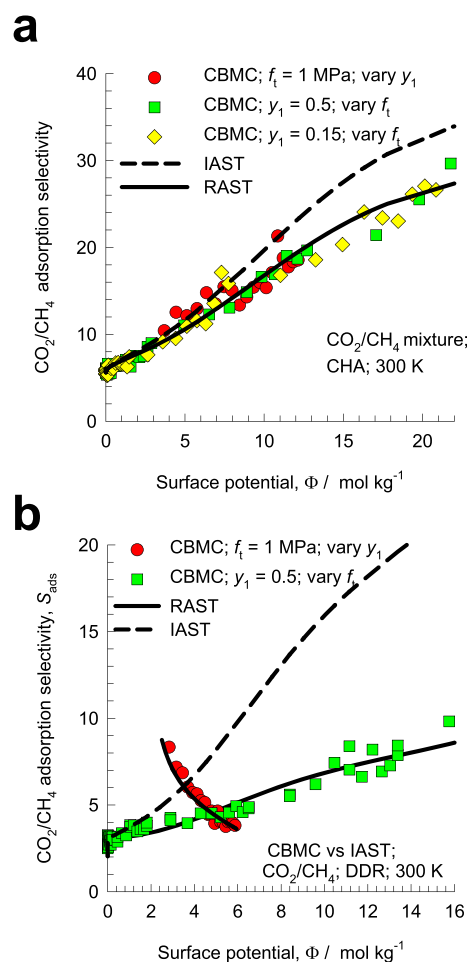 a
40
30
20
10
0
CO₂/CH₄ adsorption selectivity
CBMC; fₜ = 1 MPa; vary y₁
CBMC; y₁ = 0.5; vary fₜ
CBMC; y₁ = 0.15; vary fₜ
IAST
RAST
CO₂/CH₄ mixture;
CHA; 300 K
0 5 10 15 20
Surface potential, Φ / mol kg⁻¹
b
20
15
10
5
0
CO₂/CH₄ adsorption selectivity, Sₐds
CBMC; fₜ = 1 MPa; vary y₁
CBMC; y₁ = 0.5; vary fₜ
RAST
IAST
CBMC vs IAST;
CO₂/CH₄; DDR; 300 K
0 2 4 6 8 10 12 14 16
Surface potential, Φ / mol kg⁻¹